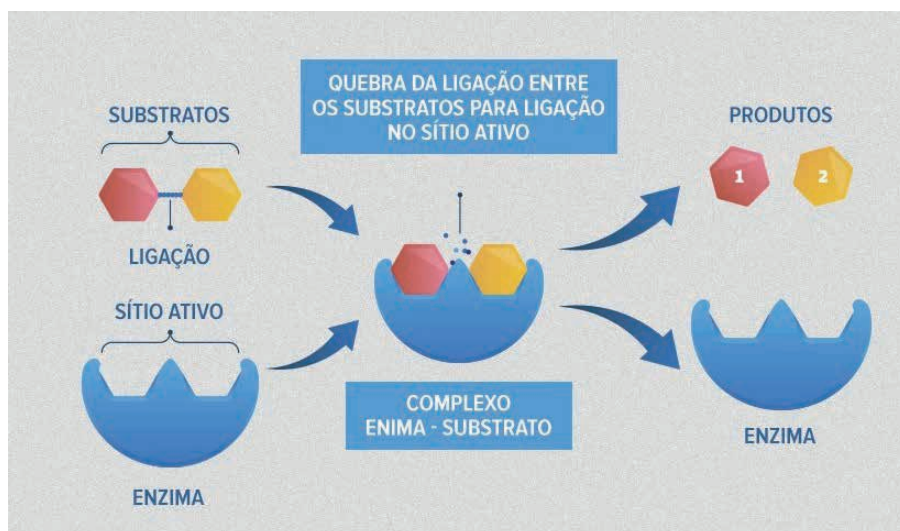 SUBSTRATOS
LIGAÇÃO
SÍTIO ATIVO
ENZIMA
QUEBRA DA LIGAÇÃO ENTRE
OS SUBSTRATOS PARA LIGAÇÃO
NO SÍTIO ATIVO
COMPLEXO
ENIMA - SUBSTRATO
PRODUTOS
1 2
ENZIMA